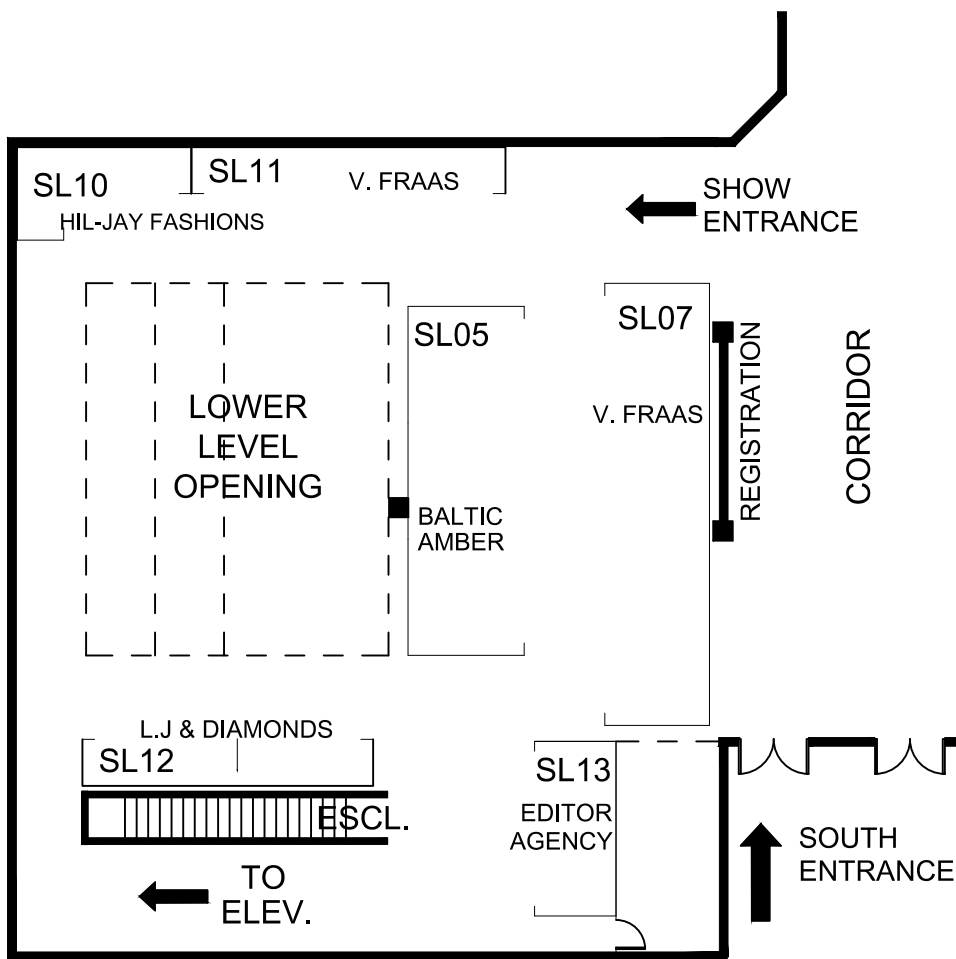 SL10
HIL-JAY FASHIONS
SL11
V. FRAAS
SHOW
ENTRANCE
LOWER
LEVEL
OPENING
SL05
BALTIC
AMBER
SL07
V. FRAAS
REGISTRATION
CORRIDOR
L.J & DIAMONDS
SL12
ESCL.
TO
ELEV.
SL13
EDITOR
AGENCY
SOUTH
ENTRANCE